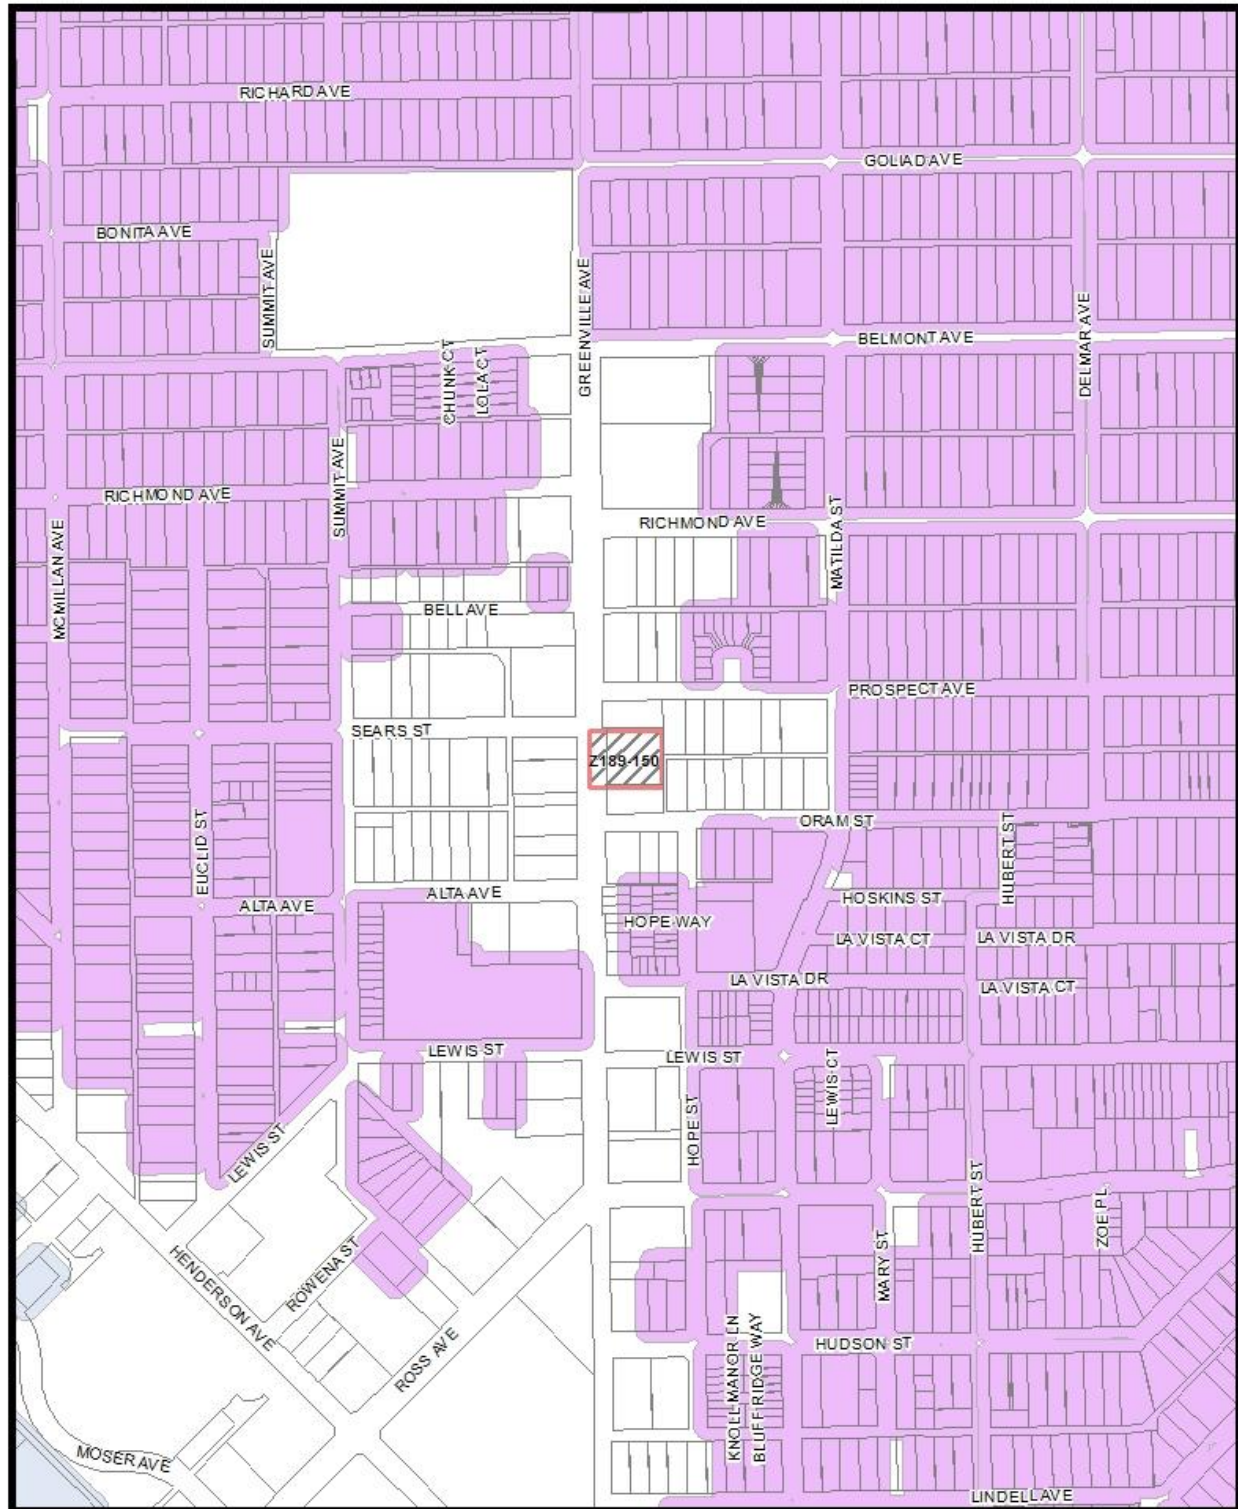 RICHARD AVE
GOLIAD AVE
BONITA AVE
SUMMIT AVE
GREENVILLE AVE
DELMAR AVE
BELMONT AVE
CHUNK CT
LOLA CT
SUMMIT AVE
RICHMOND AVE
RICHMOND AVE
MATILDA ST
MCMILLAN AVE
BELL AVE
PROSPECT AVE
SEARS ST
Z189-150
ORAM ST
EUCLID ST
HUBERT ST
ALTA AVE
ALTA AVE
HOSKINS ST
HOPE WAY
LA VISTA CT
LA VISTA DR
LA VISTA DR
LA VISTA CT
LEWIS ST
LEWIS ST
LEWIS CT
HOPE ST
LEWIS ST
HUBERT ST
ZOE PL
MARY ST
HENDERSON AVE
ROWENA ST
ROSS AVE
KNOLL MANOR LN
BLUFF RIDGE WAY
HUDSON ST
MOSER AVE
LINDELL AVE